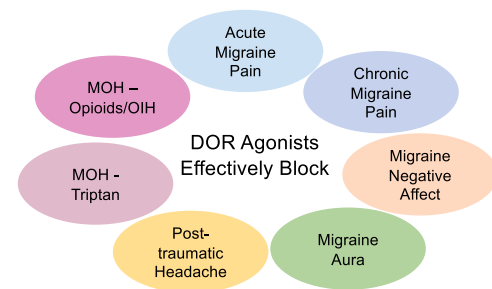 Acute
Migraine
Pain
Chronic
Migraine
Pain
Migraine
Negative
Affect
Migraine
Aura
Post-
traumatic
Headache
MOH -
Triptan
MOH –
Opioids/OIH
DOR Agonists
Effectively Block